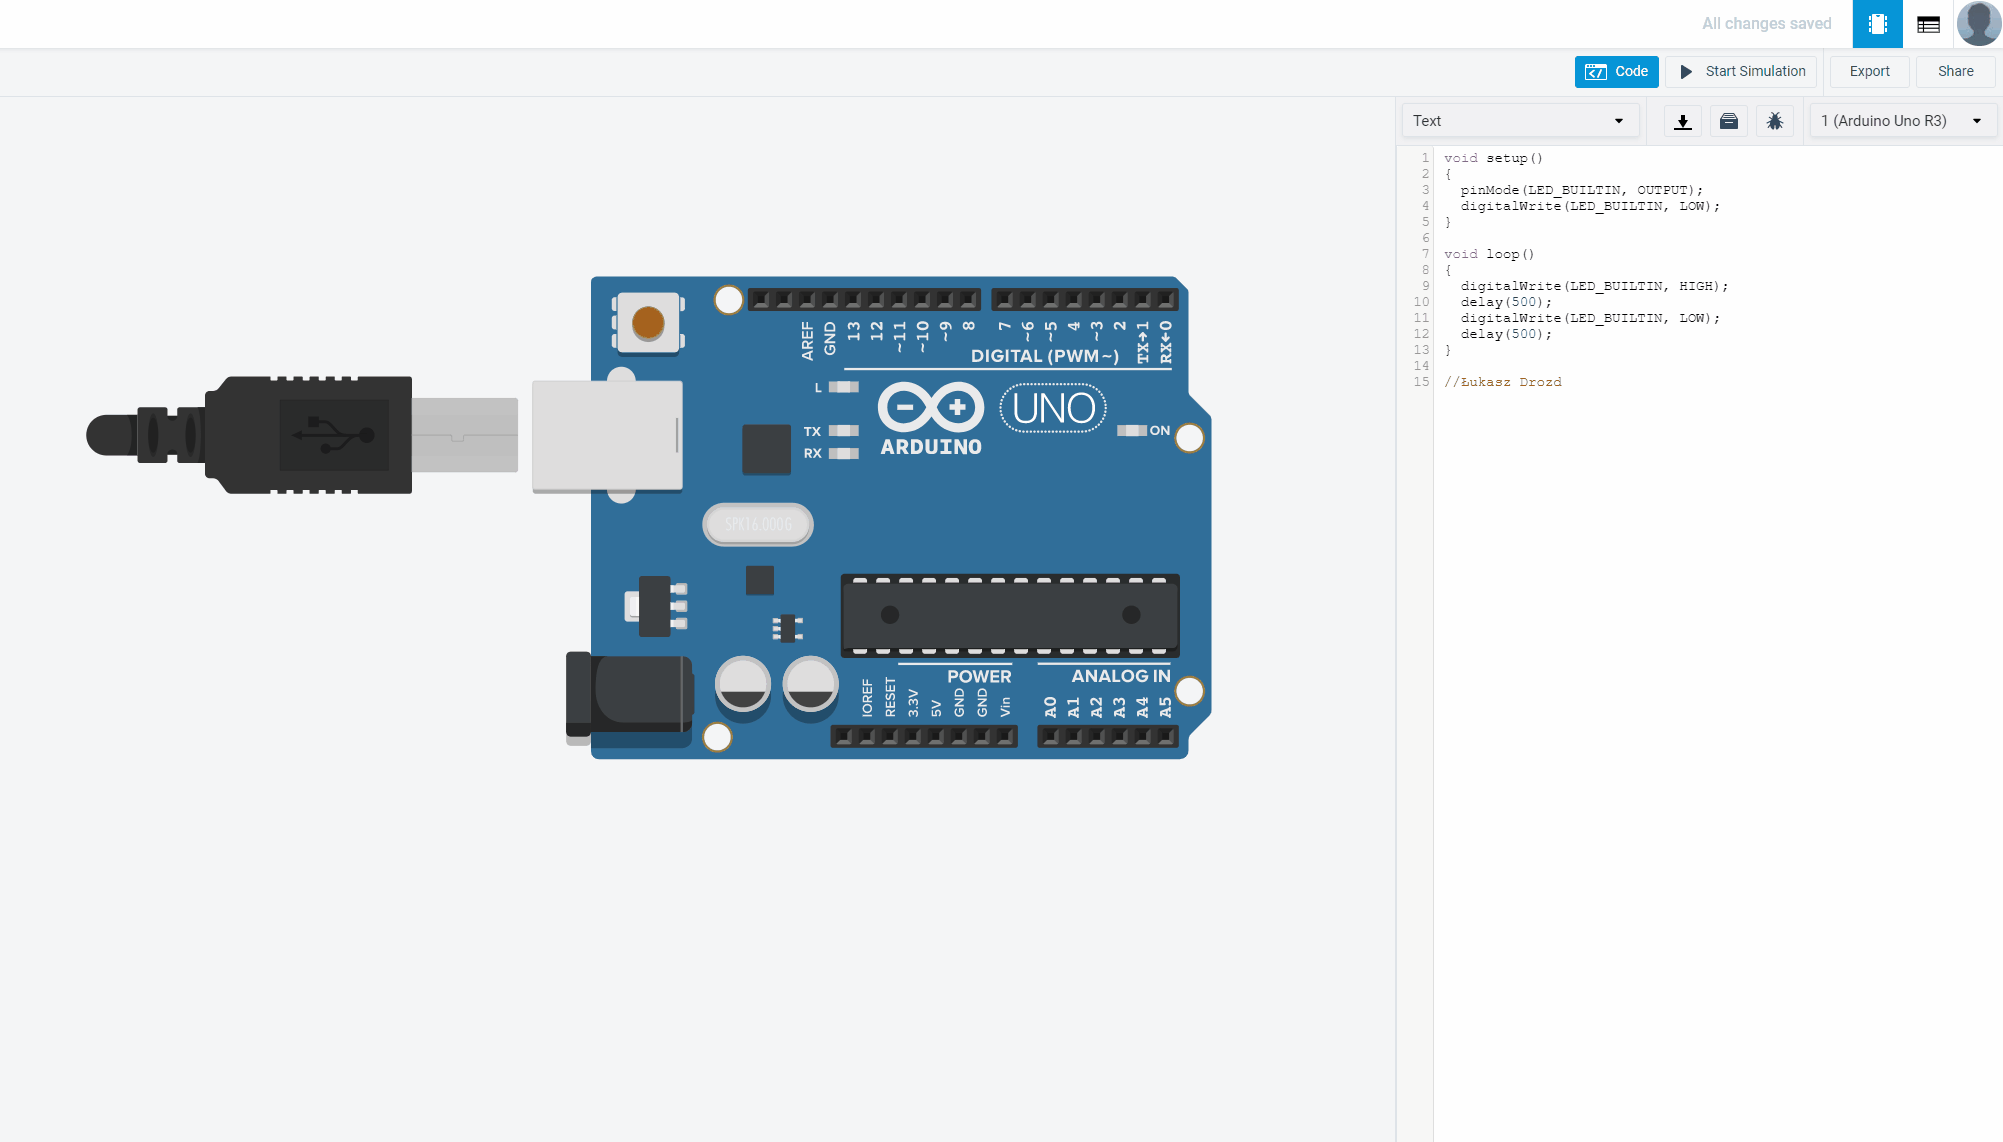 All changes saved
Code
Start Simulation
Export
Share
Text
1 (Arduino Uno R3)
1 void setup()
2 {
3 pinMode(LED_BUILTIN, OUTPUT);
4 digitalWrite(LED_BUILTIN, LOW);
5 }
6
7 void loop()
8 {
9 digitalWrite(LED_BUILTIN, HIGH);
10 delay(500);
11 digitalWrite(LED_BUILTIN, LOW);
12 delay(500);
13 }
14
15 //Łukasz Drozd
AREF GND 13 12 ~11 ~10 ~9 8 7 ~6 ~5 4 ~3 2 TX→1 RX←0
DIGITAL (PWM~)
L
UNO
TX
ON
RX
ARDUINO
SPK16.000G
POWER
ANALOG IN
IOREF RESET 3.3V 5V GND GND Vin A0 A1 A2 A3 A4 A5